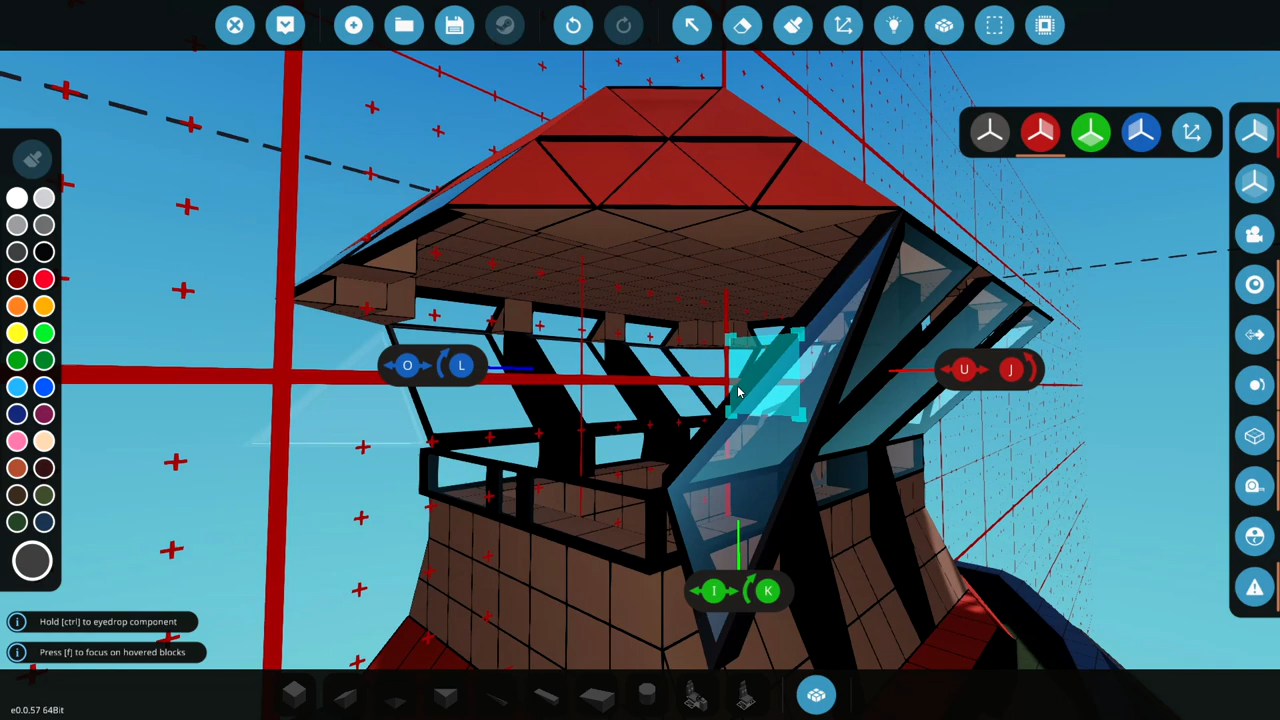 O L
U J
I K
Hold [ctrl] to eyedrop component
Press [f] to focus on hovered blocks
e0.0.57 64Bit